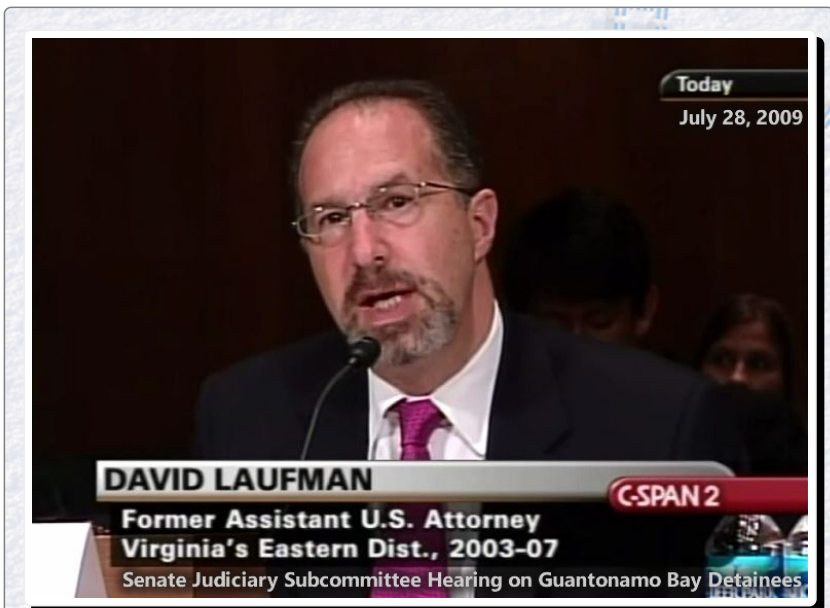 Today
July 28, 2009
DAVID LAUFMAN
C-SPAN 2
Former Assistant U.S. Attorney
Virginia's Eastern Dist., 2003-07
Senate Judiciary Subcommittee Hearing on Guantonamo Bay Detainees